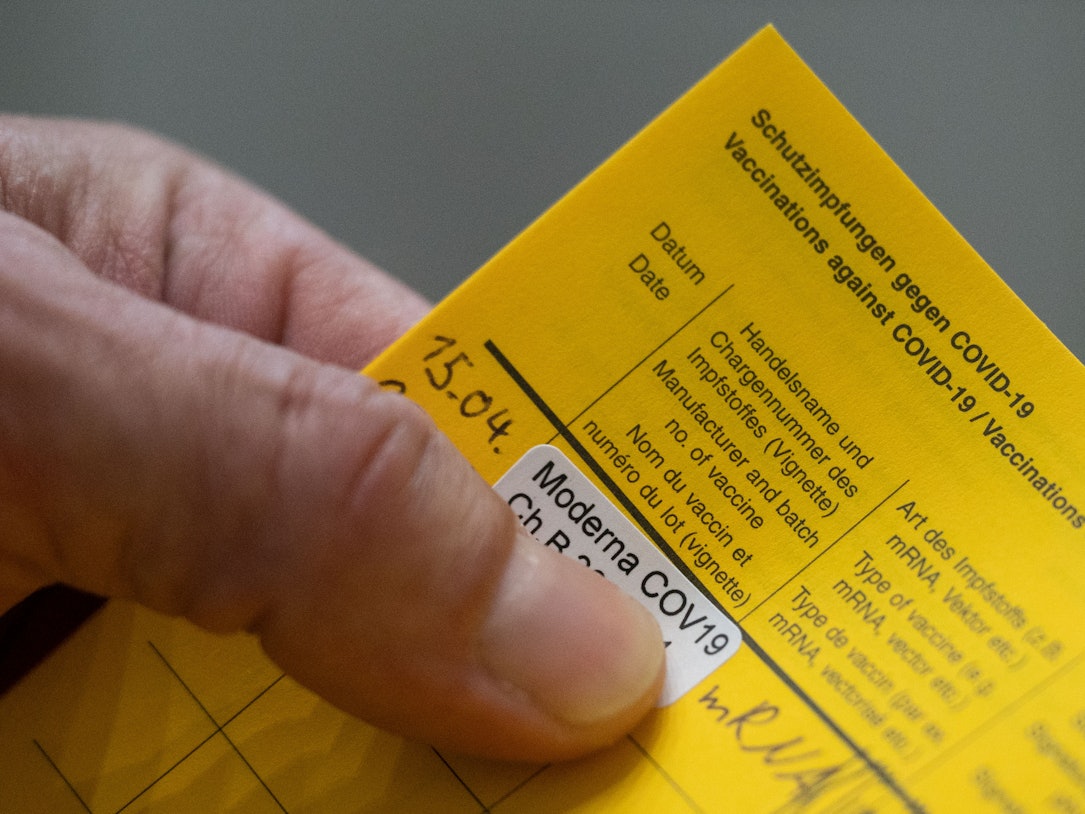 Schutzimpfungen gegen COVID-19
Vaccinations against COVID-19 / Vaccinations
Datum
Date
Handelsname und
Chargennummer des
Impfstoffes (Vignette)
Manufacturer and batch
no. of vaccine
Nom du vaccin et
numéro du lot (vignette)
Art des Impfstoffs (z.B.
mRNA, Vektor etc.)
Type of vaccine (e.g.
mRNA, vector etc.)
Type de vaccin (par ex.
mRNA, vectorisé etc.)
15.04.
Moderna COV19
Ch.B
mRNA